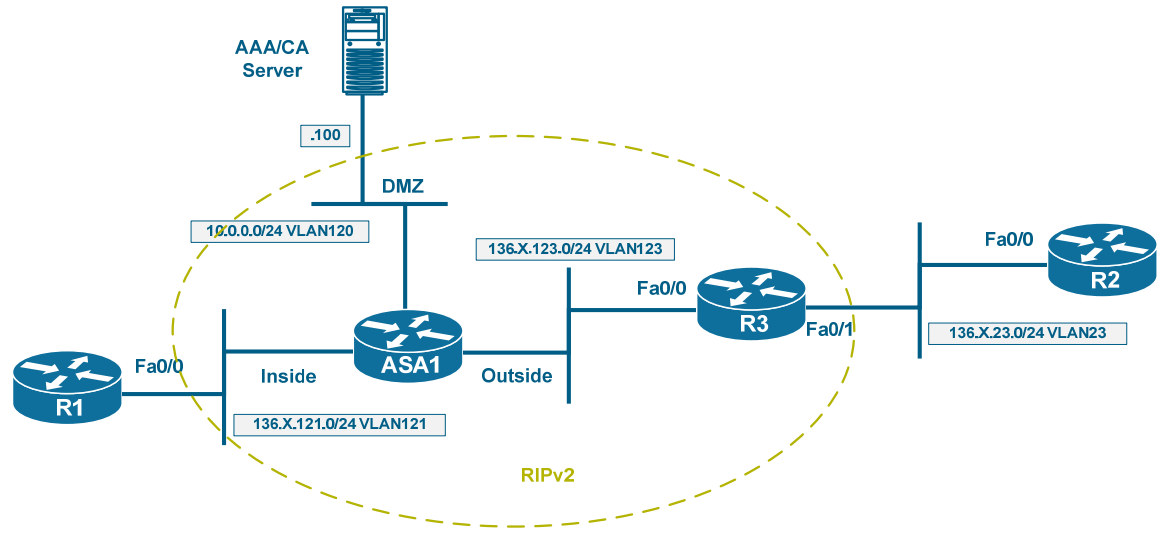 AAA/CA
Server
.100
DMZ
10.0.0.0/24 VLAN120
136.X.123.0/24 VLAN123
Fa0/0
R2
Fa0/0
R3
Fa0/1
136.X.23.0/24 VLAN23
Fa0/0
R1
Inside
ASA1
Outside
136.X.121.0/24 VLAN121
RIPv2